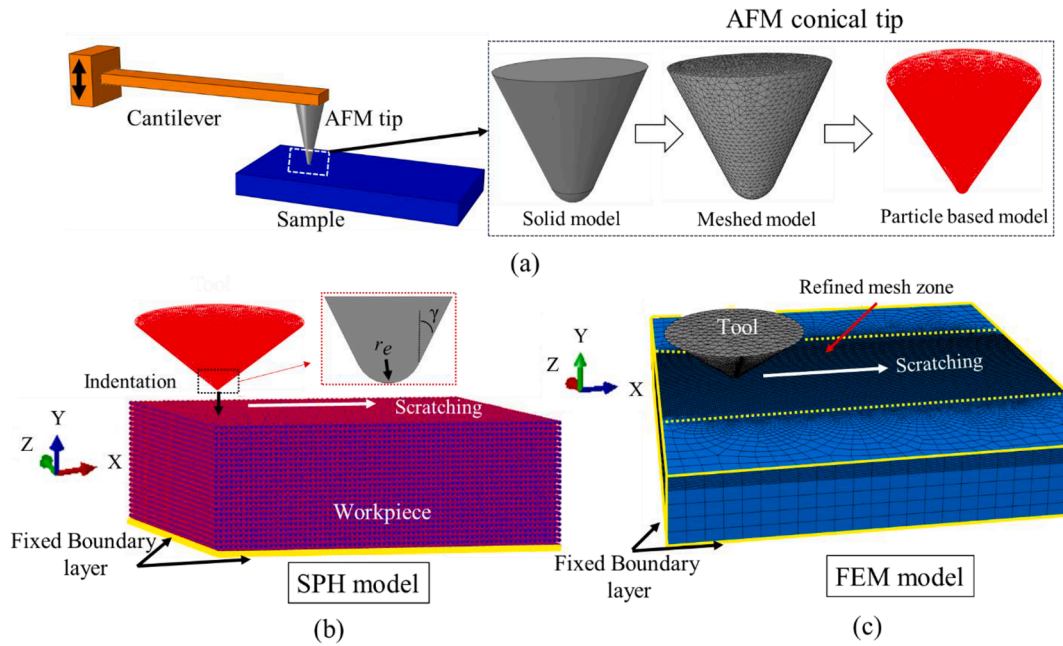 AFM conical tip
Cantilever
AFM tip
Sample
Solid model
Meshed model
Particle based model
(a)
Tool
γ
rₑ
Indentation
Scratching
Y
Z
X
Workpiece
Fixed Boundary
layer
SPH model
(b)
Refined mesh zone
Tool
Scratching
Y
Z
X
Fixed Boundary
layer
FEM model
(c)